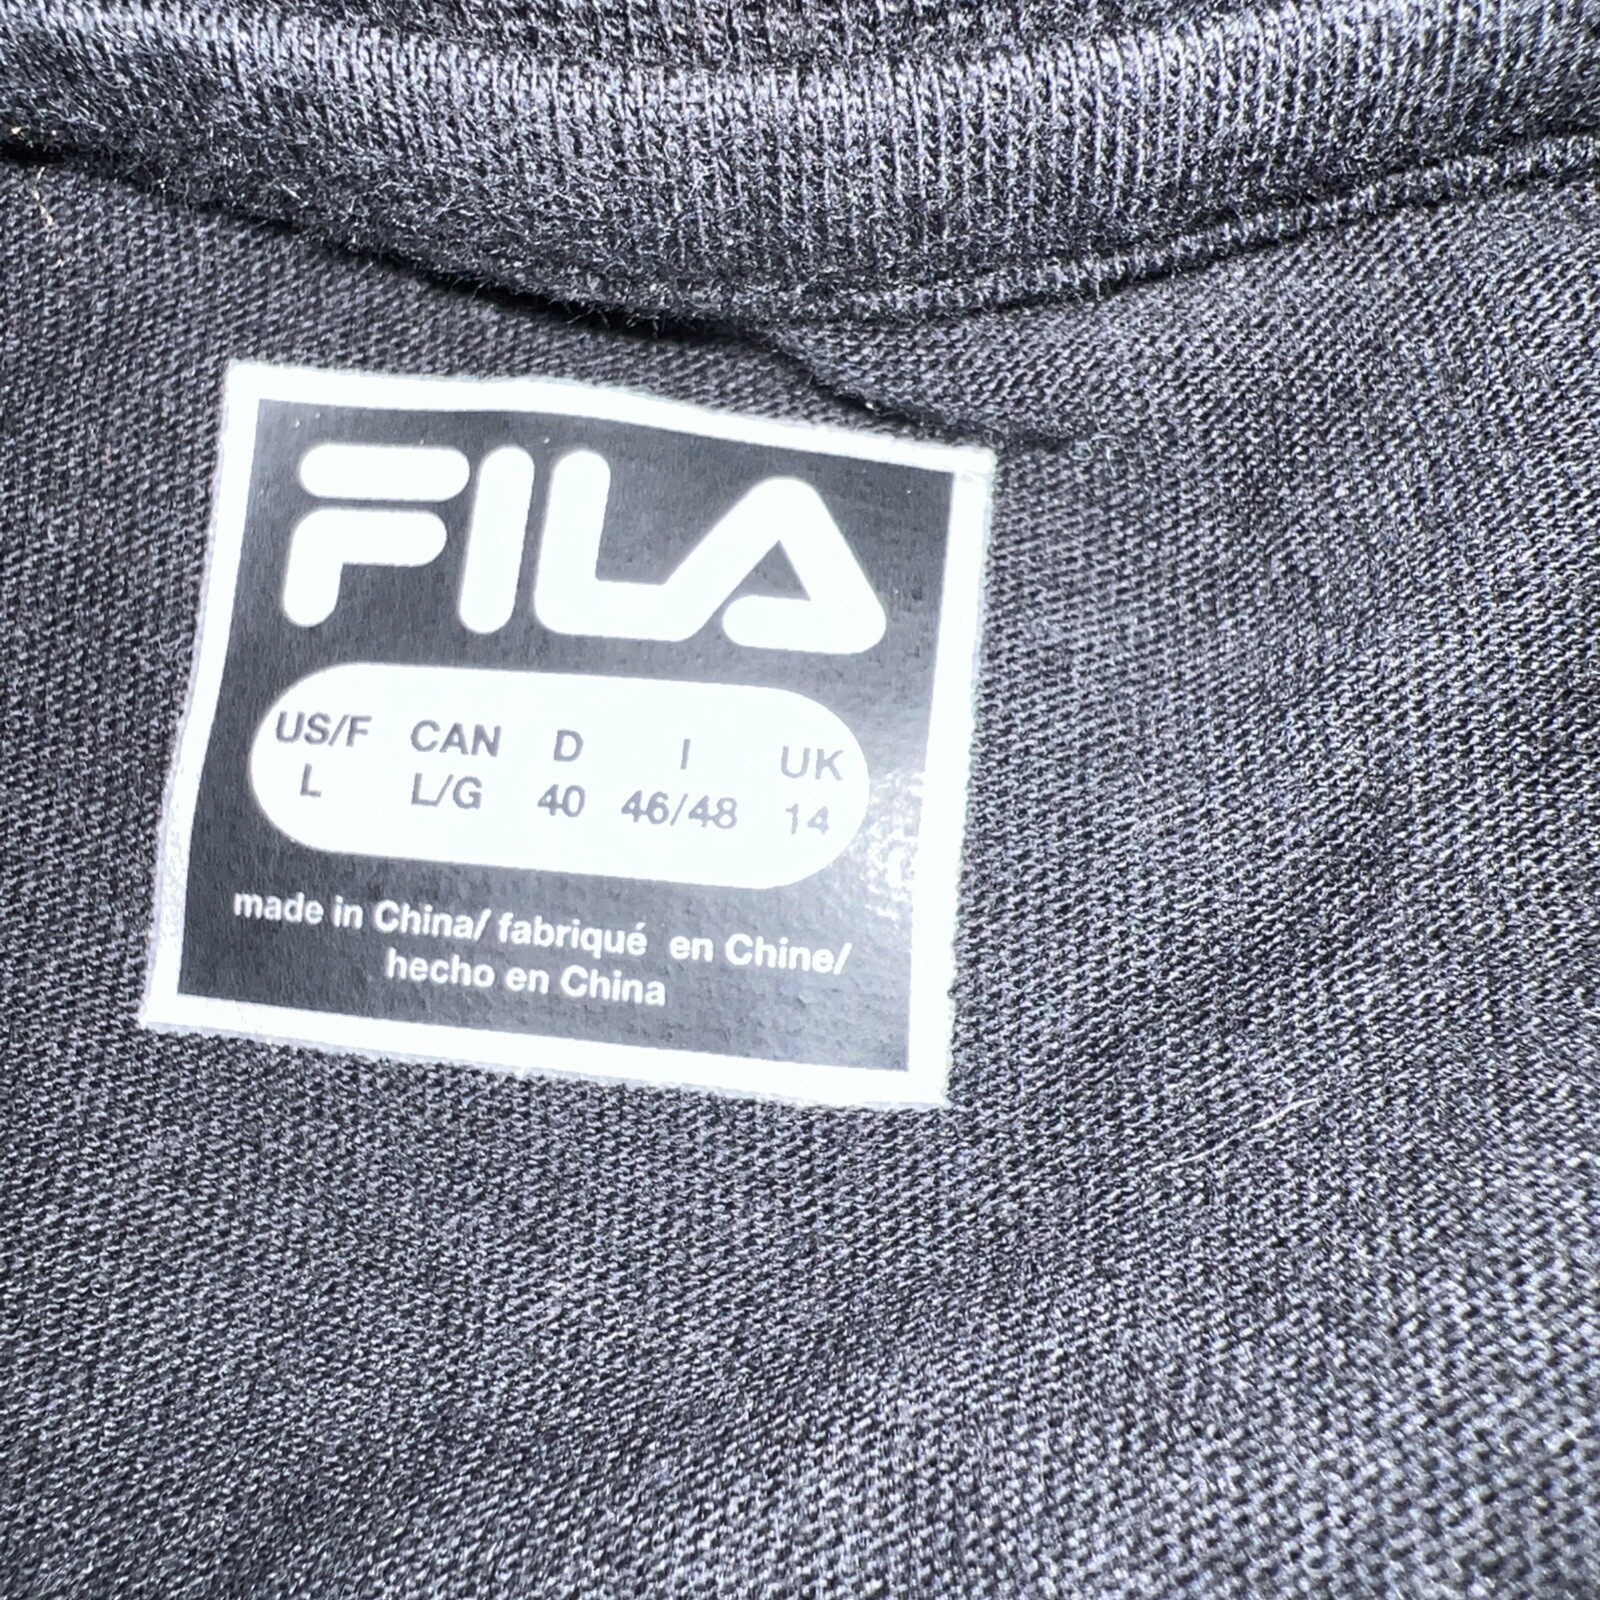 FILA
US/F CAN D I UK
L L/G 40 46/48 14
made in China/ fabriqué en Chine/
hecho en China